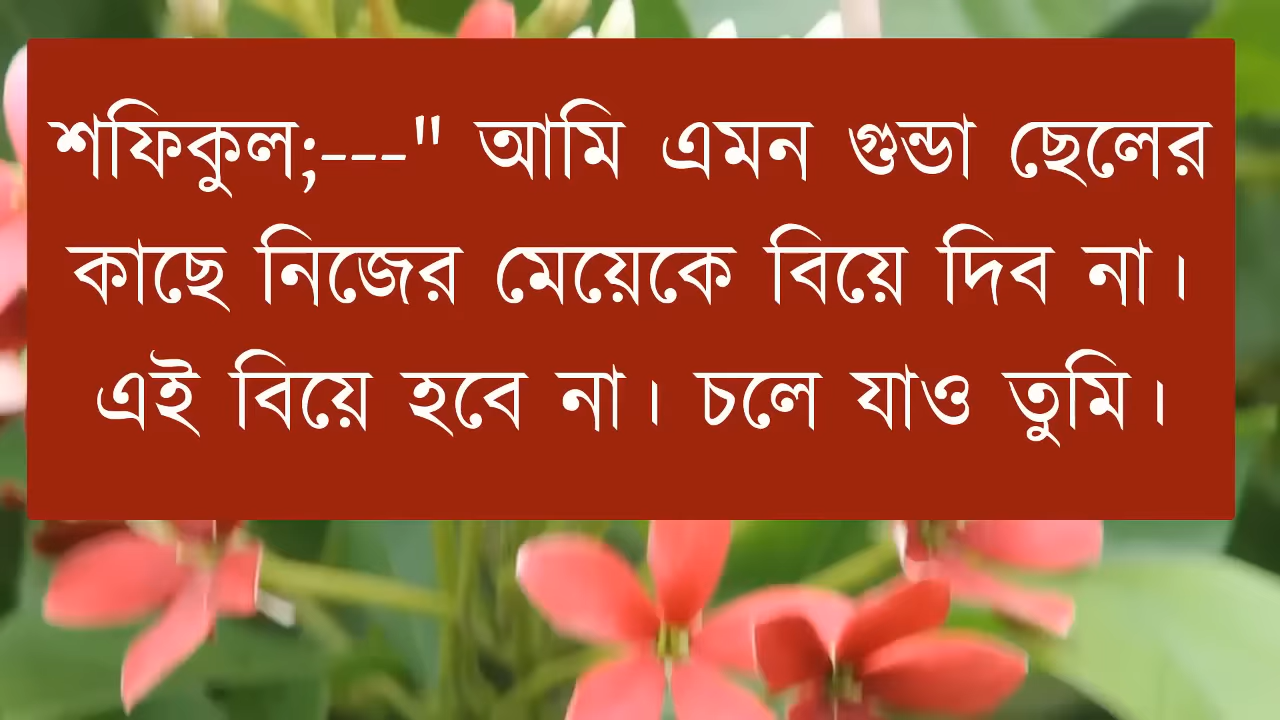 শফিকুল;---" আমি এমন গুন্ডা ছেলের
কাছে নিজের মেয়েকে বিয়ে দিব না।
এই বিয়ে হবে না। চলে যাও তুমি।